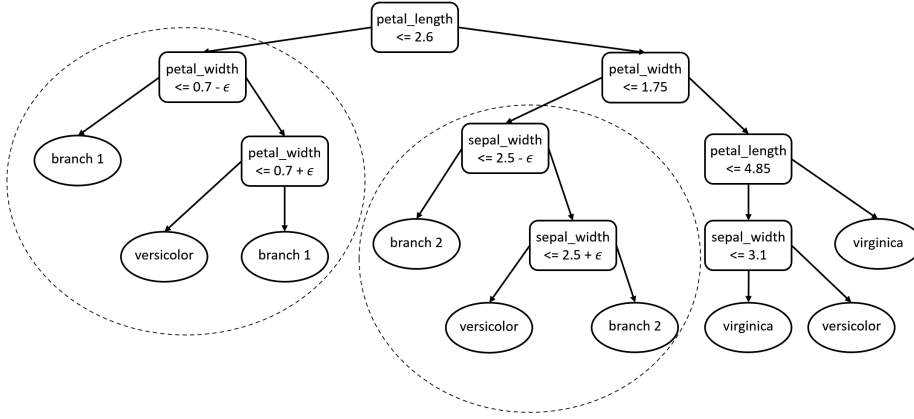 petal_length
<= 2.6
petal_width
<= 0.7 - ϵ
petal_width
<= 1.75
branch 1
petal_width
<= 0.7 + ϵ
sepal_width
<= 2.5 - ϵ
petal_length
<= 4.85
versicolor
branch 1
branch 2
sepal_width
<= 2.5 + ϵ
sepal_width
<= 3.1
virginica
versicolor
branch 2
virginica
versicolor